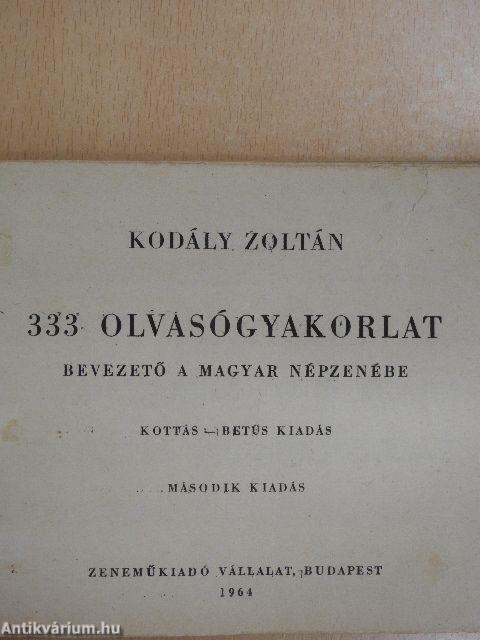 KODÁLY ZOLTÁN
333 OLVASÓGYAKORLAT
BEVEZETŐ A MAGYAR NÉPZENÉBE
KOTTÁS — BETŰS KIADÁS
MÁSODIK KIADÁS
ZENEMŰKIADÓ VÁLLALAT, BUDAPEST
1964
Antikvárium.hu